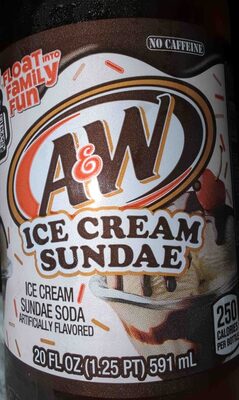 NO CAFFEINE
FLOAT INTO
FAMILY
FUN
A&W
ICE CREAM
SUNDAE
ICE CREAM
SUNDAE SODA
ARTIFICIALLY FLAVORED
250
CALORIES
PER BOTTLE
20 FL OZ (1.25 PT) 591 mL